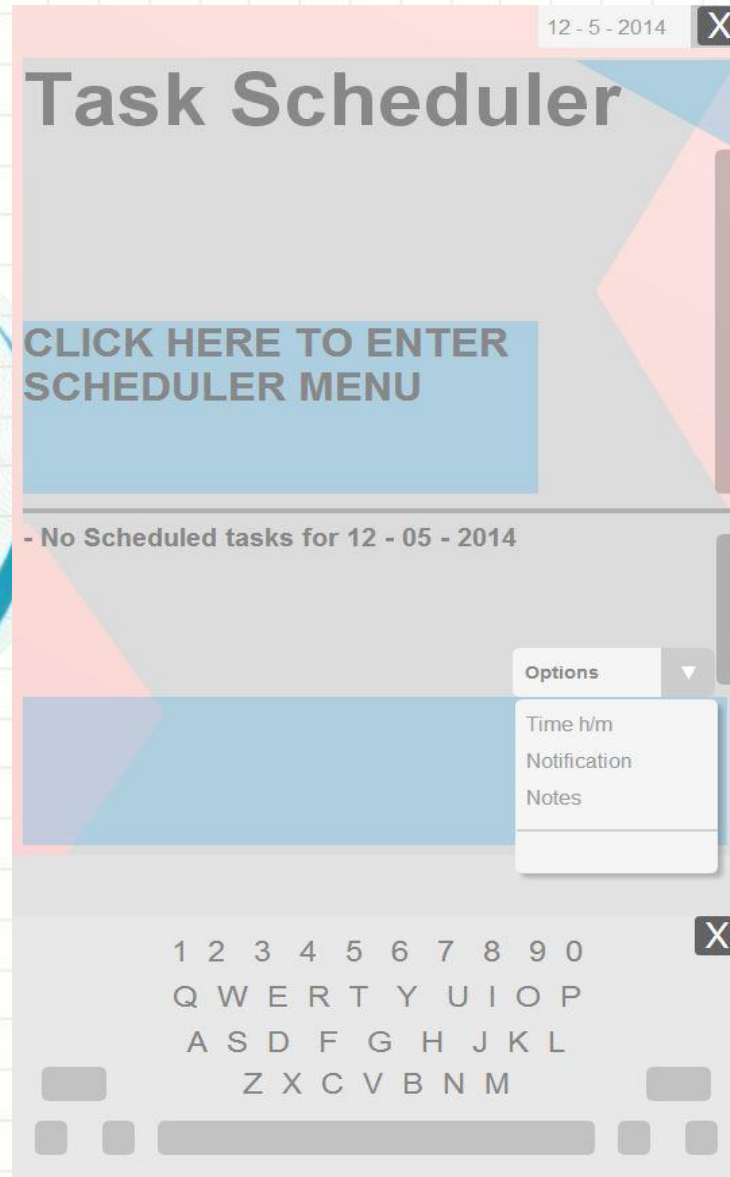 12 - 5 - 2014 X
Task Scheduler
CLICK HERE TO ENTER
SCHEDULER MENU
- No Scheduled tasks for 12 - 05 - 2014
Options
Time h/m
Notification
Notes
X
1 2 3 4 5 6 7 8 9 0
Q W E R T Y U I O P
A S D F G H J K L
Z X C V B N M